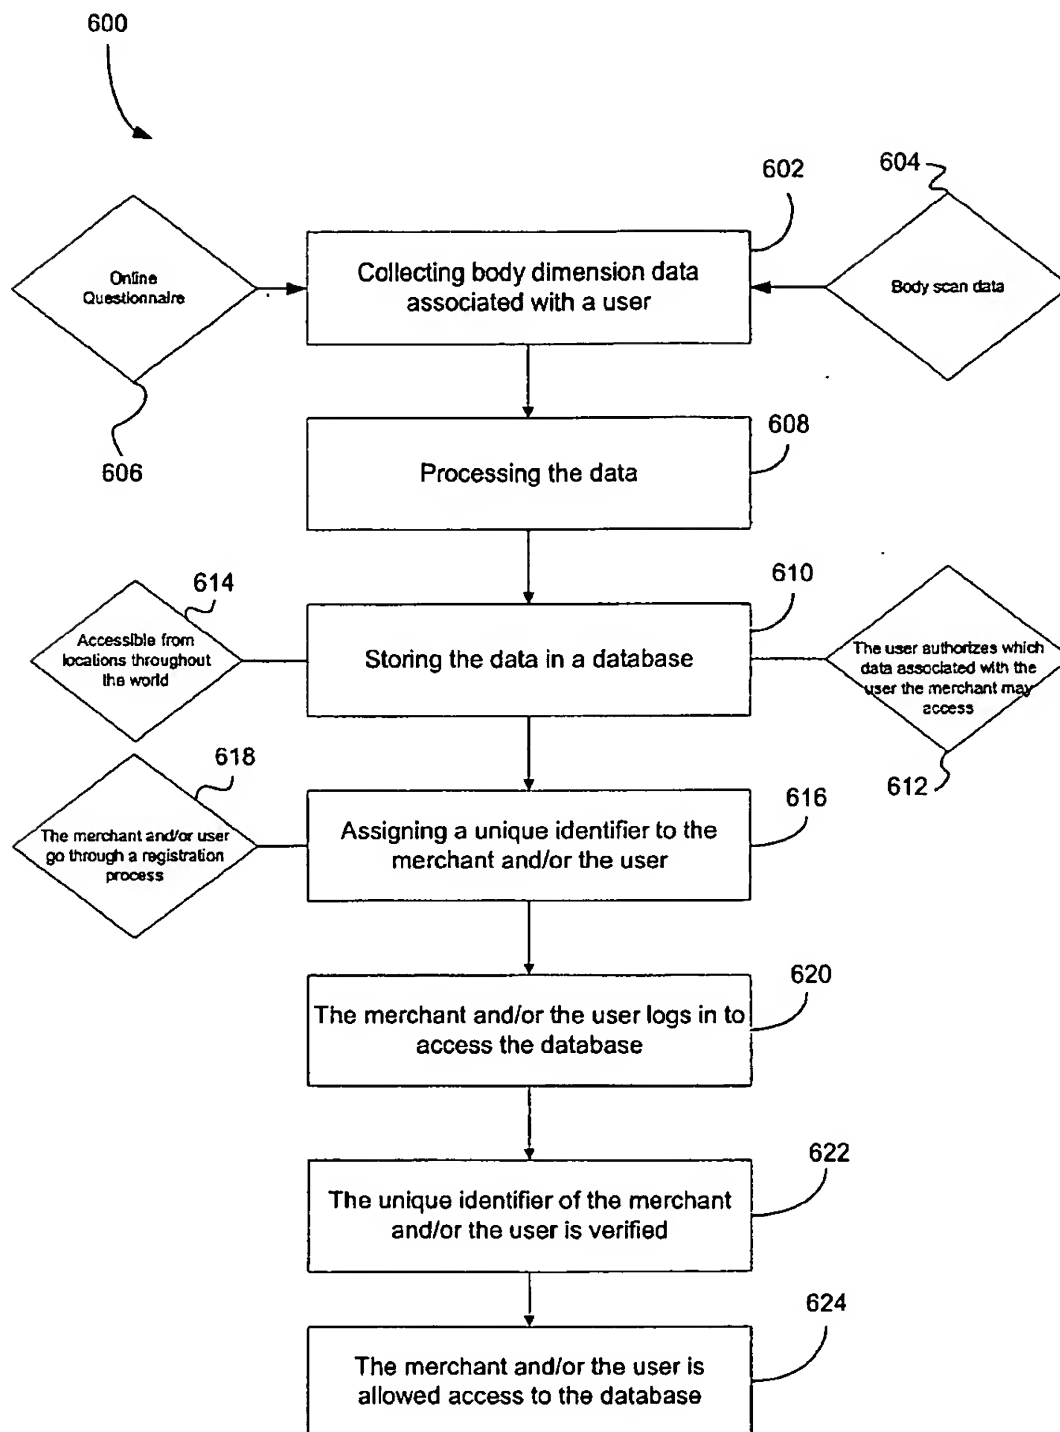 600
604
602
Online
Questionnaire
Collecting body dimension data
associated with a user
Body scan data
606
608
Processing the data
614
610
Accessible from
locations throughout
the world
Storing the data in a database
The user authorizes which
data associated with the
user the merchant may
access
612
618
616
The merchant and/or user
go through a registration
process
Assigning a unique identifier to the
merchant and/or the user
620
The merchant and/or the user logs in to
access the database
622
The unique identifier of the merchant
and/or the user is verified
624
The merchant and/or the user is
allowed access to the database